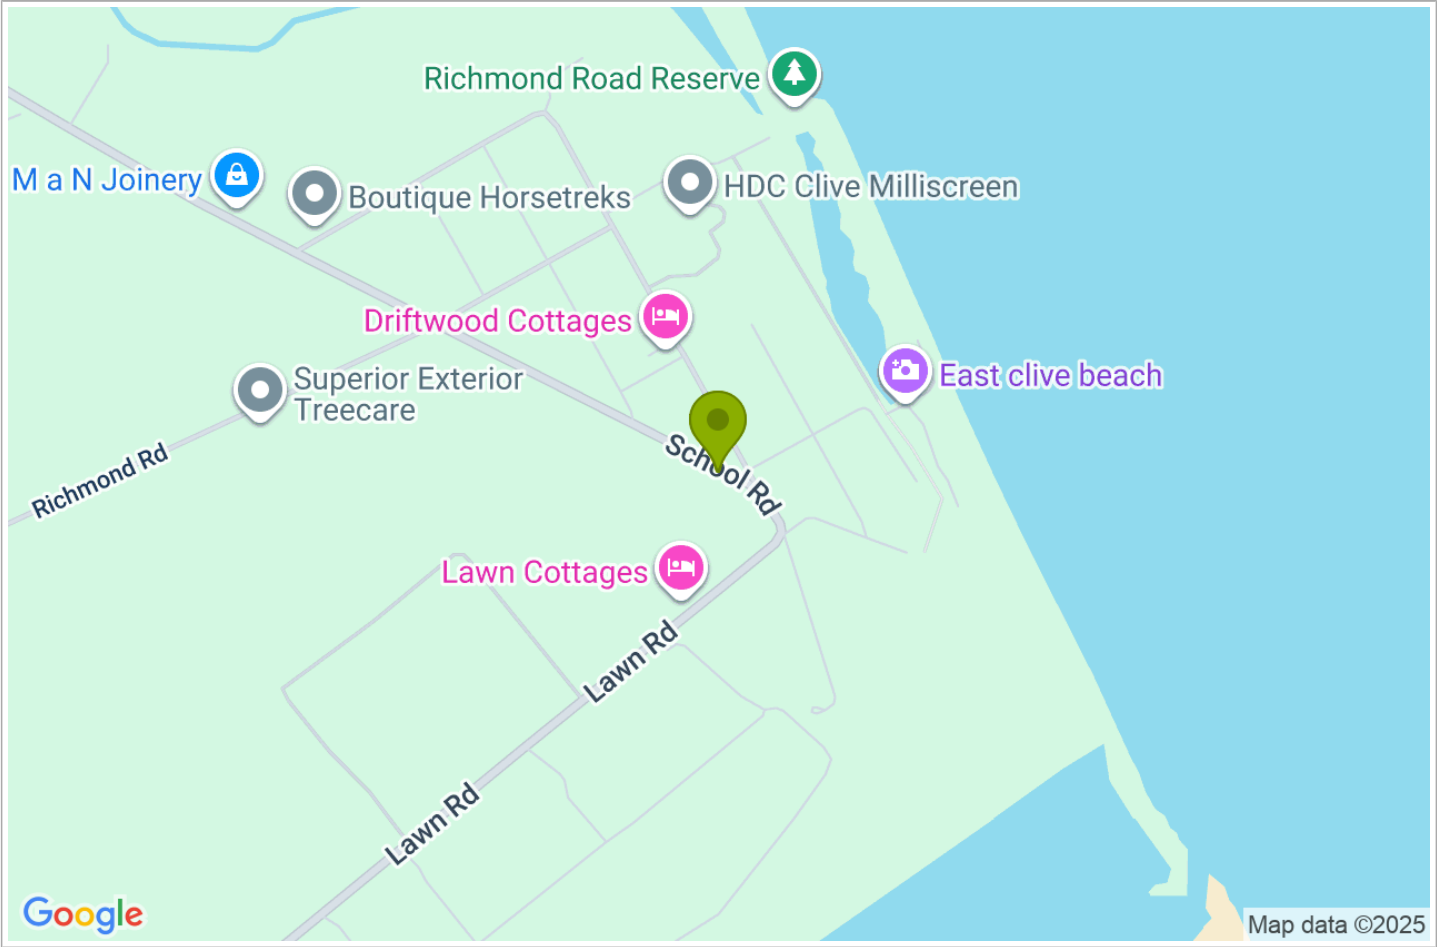 Richmond Road Reserve
M a N Joinery
Boutique Horsetreks
HDC Clive Milliscreen
Driftwood Cottages
Superior Exterior
Treecare
East clive beach
School Rd
Richmond Rd
Lawn Cottages
Lawn Rd
Lawn Rd
Google
Map data ©2025